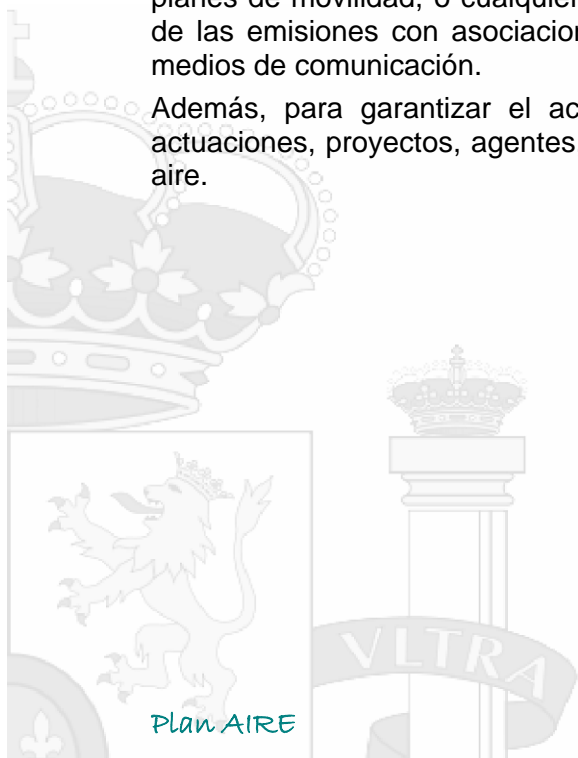 planes de movilidad, o cualquier
de las emisiones con asociacion
medios de comunicación.
Además, para garantizar el ac
actuaciones, proyectos, agentes
aire.
VLTRA
Plan AIRE